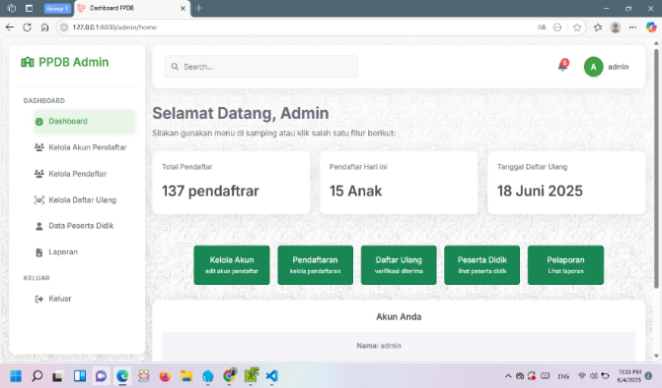 Group 1
Dashboard PPDB
127.0.0.1:8000/admin/home
PPDB Admin
Search...
5
A
admin
DASHBOARD
Dashboard
Kelola Akun Pendaftar
Kelola Pendaftar
Kelola Daftar Ulang
Data Peserta Didik
Laporan
KELUAR
Keluar
Selamat Datang, Admin
Silakan gunakan menu di samping atau klik salah satu fitur berikut:
Total Pendaftar
137 pendaftrar
Pendaftar Hari ini
15 Anak
Tanggal Daftar Ulang
18 Juni 2025
Kelola Akun
edit akun pendaftar
Pendaftaran
kelola pendaftaran
Daftar Ulang
verifikasi diterima
Peserta Didik
lihat peserta didik
Pelaporan
Lihat laporan
Akun Anda
Nama: admin
ENG
6/4/2025